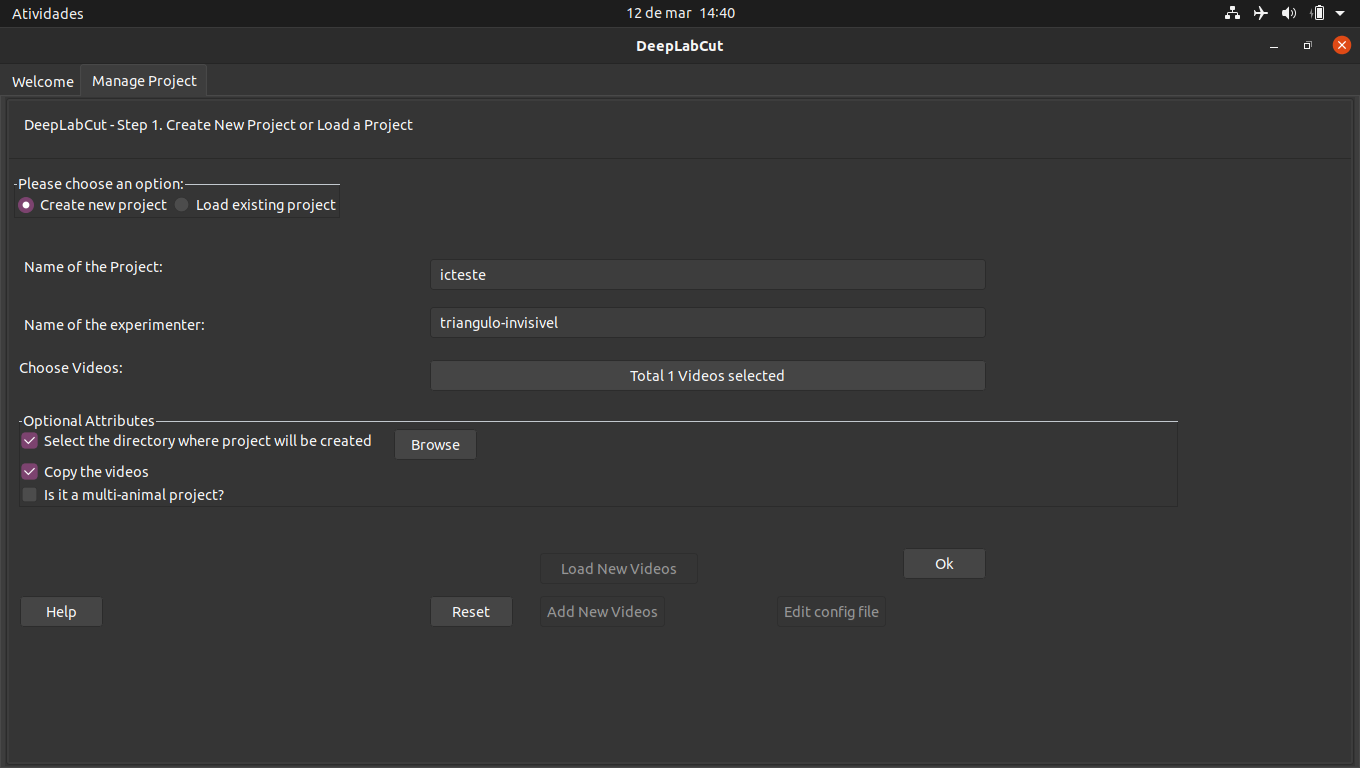 Atividades
12 de mar 14:40
DeepLabCut
Welcome
Manage Project
DeepLabCut - Step 1. Create New Project or Load a Project
Please choose an option:
Create new project
Load existing project
Name of the Project:
icteste
Name of the experimenter:
triangulo-invisivel
Choose Videos:
Total 1 Videos selected
Optional Attributes
Select the directory where project will be created
Browse
Copy the videos
Is it a multi-animal project?
Load New Videos
Ok
Help
Reset
Add New Videos
Edit config file